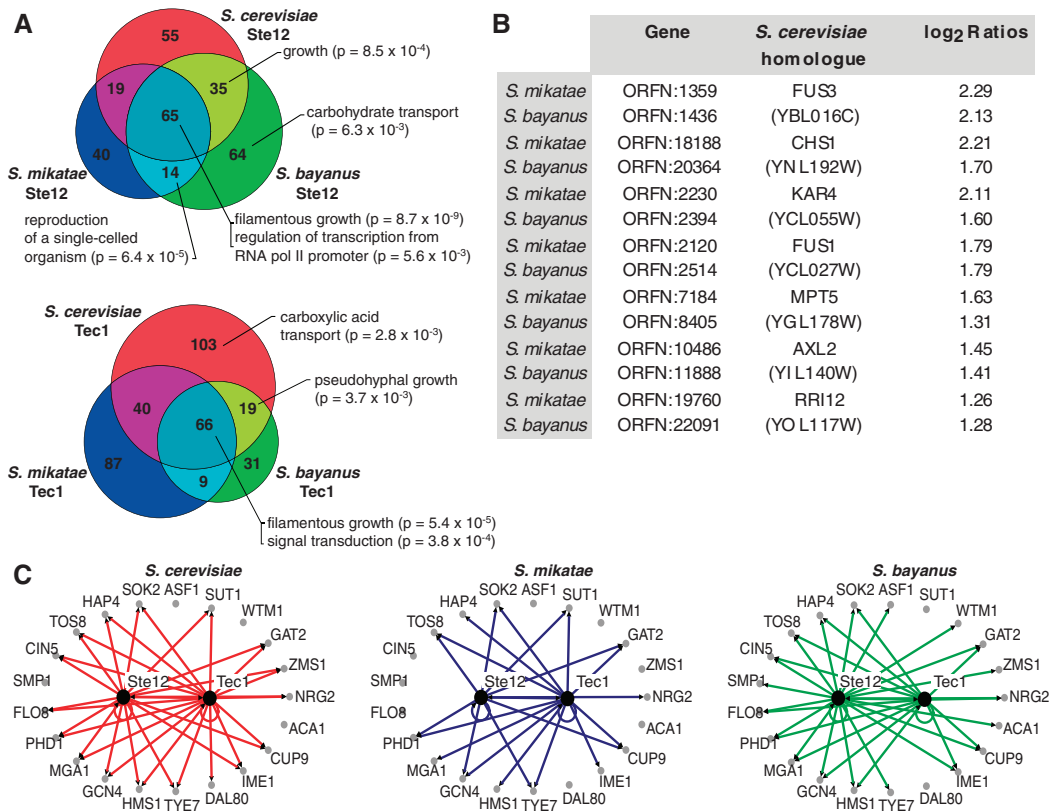 A
S. cerevisiae
Ste12
55
growth (p = 8.5 x 10-4)
19
35
carbohydrate transport
(p = 6.3 x 10-3)
65
40
64
14
S. mikatae
Ste12
S. bayanus
Ste12
reproduction
of a single-celled
organism (p = 6.4 x 10-5)
filamentous growth (p = 8.7 x 10-9)
regulation of transcription from
RNA pol II promoter (p = 5.6 x 10-3)
S. cerevisiae
Tec1
103
carboxylic acid
transport (p = 2.8 x 10-3)
pseudohyphal growth
(p = 3.7 x 10-3)
40
19
66
87
31
9
S. mikatae
Tec1
S. bayanus
Tec1
filamentous growth (p = 5.4 x 10-5)
signal transduction (p = 3.8 x 10-4)
B
Gene S. cerevisiae homologue log2 Ratios
S. mikatae ORFN:1359 FUS3 2.29
S. bayanus ORFN:1436 (YBL016C) 2.13
S. mikatae ORFN:18188 CHS1 2.21
S. bayanus ORFN:20364 (YNL192W) 1.70
S. mikatae ORFN:2230 KAR4 2.11
S. bayanus ORFN:2394 (YCL055W) 1.60
S. mikatae ORFN:2120 FUS1 1.79
S. bayanus ORFN:2514 (YCL027W) 1.79
S. mikatae ORFN:7184 MPT5 1.63
S. bayanus ORFN:8405 (YGL178W) 1.31
S. mikatae ORFN:10486 AXL2 1.45
S. bayanus ORFN:11888 (YIL140W) 1.41
S. mikatae ORFN:19760 RRI12 1.26
S. bayanus ORFN:22091 (YOL117W) 1.28
C
S. cerevisiae
SOK2 ASF1 SUT1
HAP4 WTM1
TOS8 GAT2
CIN5 ZMS1
SMP1 Ste12 Tec1 NRG2
FLO8 ACA1
PHD1 CUP9
MGA1 IME1
GCN4 DAL80
HMS1 TYE7
S. mikatae
SOK2 ASF1 SUT1
HAP4 WTM1
TOS8 GAT2
CIN5 ZMS1
SMP1 Ste12 Tec1 NRG2
FLO8 ACA1
PHD1 CUP9
MGA1 IME1
GCN4 DAL80
HMS1 TYE7
S. bayanus
SOK2 ASF1 SUT1
HAP4 WTM1
TOS8 GAT2
CIN5 ZMS1
SMP1 Ste12 Tec1 NRG2
FLO8 ACA1
PHD1 CUP9
MGA1 IME1
GCN4 DAL80
HMS1 TYE7